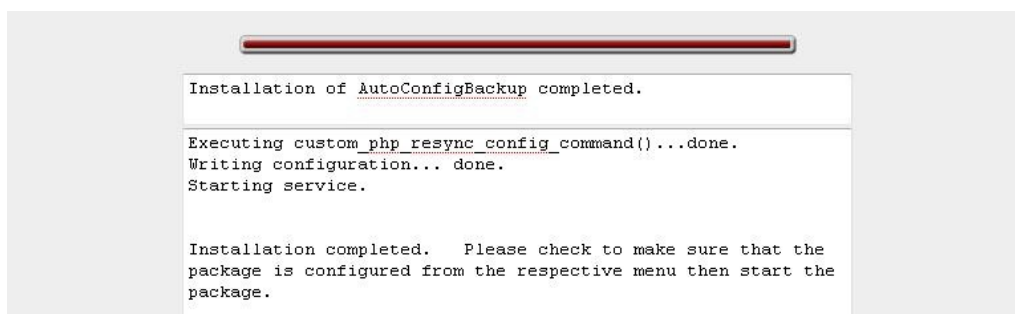 Installation of AutoConfigBackup completed.
Executing custom_php_resync_config_command()...done.
Writing configuration... done.
Starting service.
Installation completed.   Please check to make sure that the
package is configured from the respective menu then start the
package.